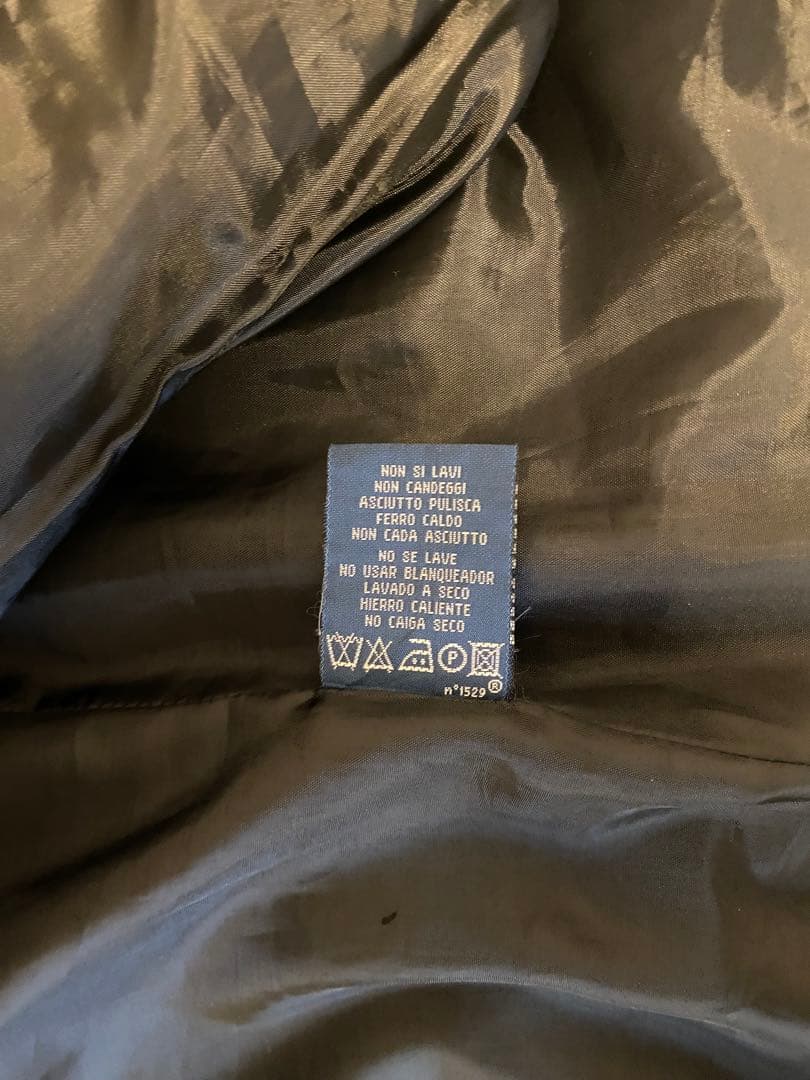 NON SI LAVI
NON CANDEGGI
ASCIUTTO PULISCA
FERRO CALDO
NON CADA ASCIUTTO
NO SE LAVE
NO USAR BLANQUEADOR
LAVADO A SECO
HIERRO CALIENTE
NO CAIGA SECO
P
n°1529®